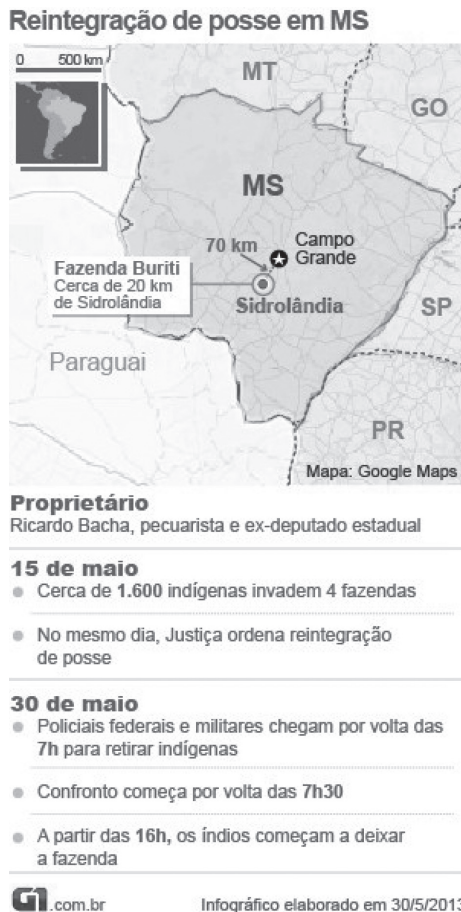 Reintegração de posse em MS
0 500 km
MT
GO
MS
70 km
Campo
Grande
Fazenda Buriti
Cerca de 20 km
de Sidrolândia
Sidrolândia
SP
Paraguai
PR
Mapa: Google Maps
Proprietário
Ricardo Bacha, pecuarista e ex-deputado estadual
15 de maio
Cerca de 1.600 indígenas invadem 4 fazendas
No mesmo dia, Justiça ordena reintegração
de posse
30 de maio
Policiais federais e militares chegam por volta das
7h para retirar indígenas
Confronto começa por volta das 7h30
A partir das 16h, os índios começam a deixar
a fazenda
G1.com.br Infográfico elaborado em 30/5/2013